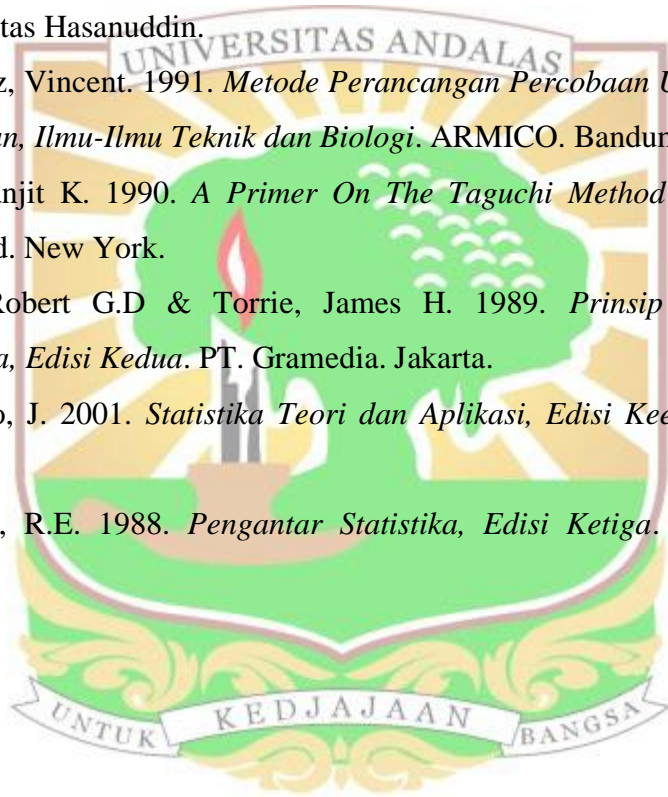 tas Hasanuddin.
UNIVERSITAS ANDALAS
z, Vincent. 1991. Metode Perancangan Percobaan U
n, Ilmu-Ilmu Teknik dan Biologi. ARMICO. Bandun
njit K. 1990. A Primer On The Taguchi Method
d. New York.
Robert G.D & Torrie, James H. 1989. Prinsip
a, Edisi Kedua. PT. Gramedia. Jakarta.
o, J. 2001. Statistika Teori dan Aplikasi, Edisi Kee
, R.E. 1988. Pengantar Statistika, Edisi Ketiga.
UNTUK KEDJAJAAN BANGSA